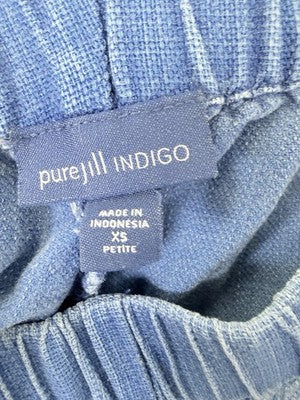 purejill INDIGO
MADE IN
INDONESIA
XS
PETITE